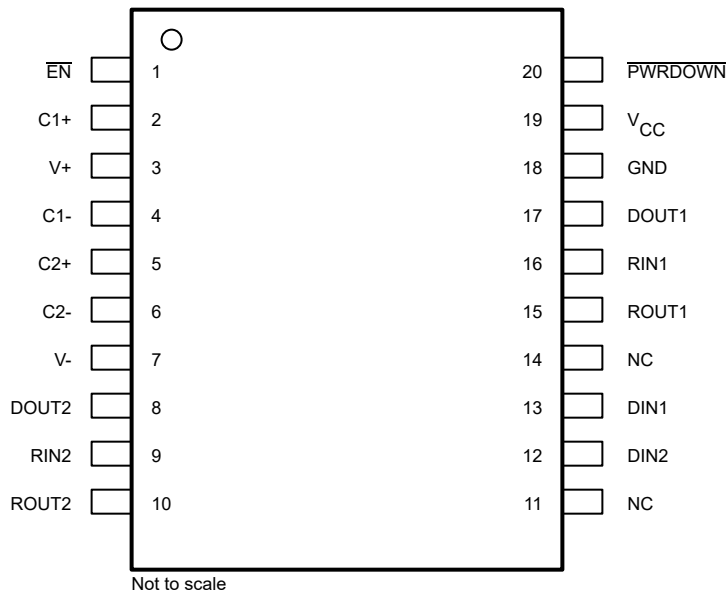 EN 1 20 PWRDOWN
C1+ 2 19 VCC
V+ 3 18 GND
C1- 4 17 DOUT1
C2+ 5 16 RIN1
C2- 6 15 ROUT1
V- 7 14 NC
DOUT2 8 13 DIN1
RIN2 9 12 DIN2
ROUT2 10 11 NC
Not to scale